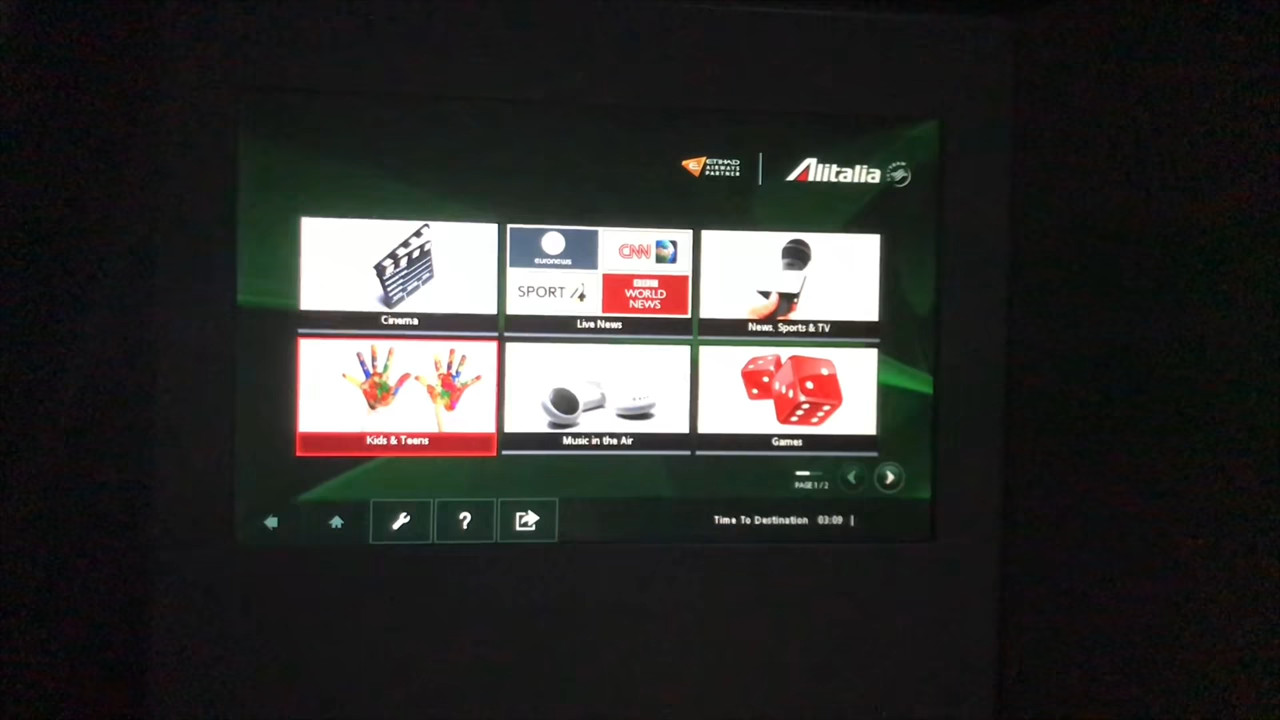 ETIHAD
AIRWAYS
PARTNER
Alitalia
euronews
CNN
SPORT 24
BBC
WORLD
NEWS
Cinema
Live News
News, Sports & TV
Kids & Teens
Music in the Air
Games
PAGE 1 / 2
?
Time To Destination 03:09